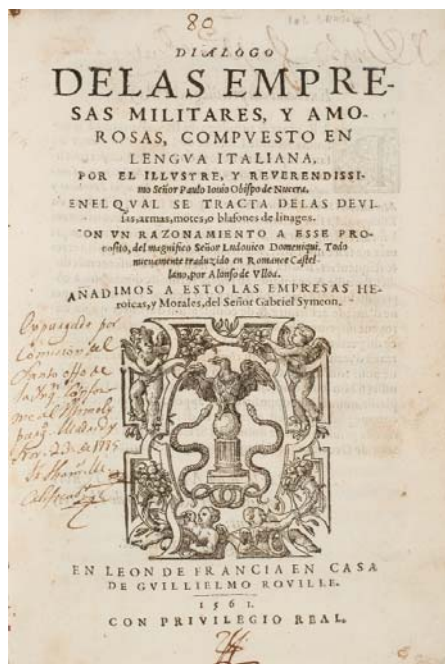 80
DIALOGO
DELAS EMPRE-
SAS MILITARES, Y AMO-
ROSAS, COMPVESTO EN
LENGVA ITALIANA,
POR EL ILLVSTRE, Y REVERENDISSI-
mo Señor Paulo Iouio Obispo de Nucera.
ENEL QVAL SE TRACTA DELAS DEVI-
sas, armas, motes, o blasones de linages.
CON VN RAZONAMIENTO A ESSE PRO-
posito, del magnifico Señor Ludouico Domeniqui. Todo
nueuamente traduzido en Romance Castel-
lano, por Alonso de Vlloa.
AÑADIMOS A ESTO LAS EMPRESAS HE-
roicas, y Morales, del Señor Gabriel Symeon.
Expurgado por
Comission del
Santo offo de
EN LEON DE FRANCIA EN CASA
DE GVILLIELMO ROVILLE.
1561.
CON PRIVILEGIO REAL.